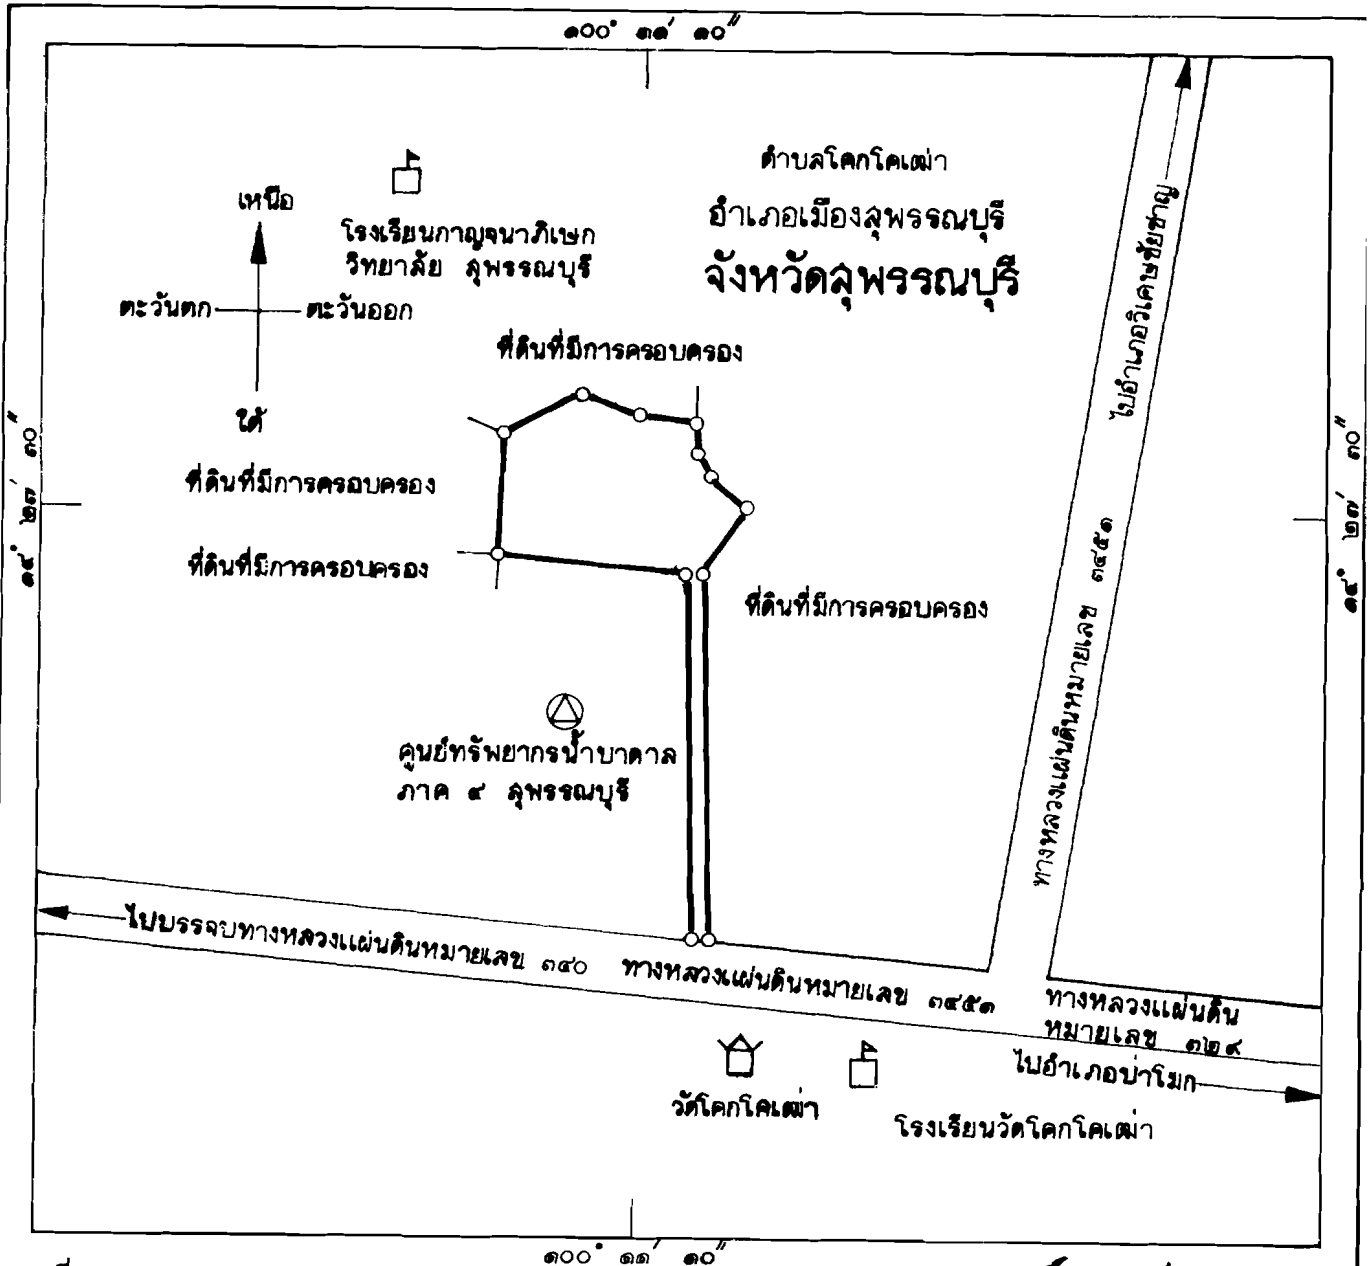 ๑๐๐° ๑๑′ ๑๐″
ตำบลโคกโคเฒ่า
อำเภอเมืองสุพรรณบุรี
จังหวัดสุพรรณบุรี
เหนือ
ตะวันตก
ตะวันออก
ใต้
โรงเรียนกาญจนาภิเษก
วิทยาลัย สุพรรณบุรี
ที่ดินที่มีการครอบครอง
ไปอำเภอวิเศษชัยชาญ
ทางหลวงแผ่นดินหมายเลข ๓๔๕๑
๑๔° ๒๗′ ๓๐″
๑๔° ๒๗′ ๓๐″
ที่ดินที่มีการครอบครอง
ที่ดินที่มีการครอบครอง
ที่ดินที่มีการครอบครอง
ศูนย์ทรัพยากรน้ำบาดาล
ภาค ๙ สุพรรณบุรี
ไปบรรจบทางหลวงแผ่นดินหมายเลข ๓๔๐
ทางหลวงแผ่นดินหมายเลข ๓๔๕๑
ทางหลวงแผ่นดิน
หมายเลข ๓๒๙
ไปอำเภอป่าโมก
วัดโคกโคเฒ่า
โรงเรียนวัดโคกโคเฒ่า
๑๐๐° ๑๑′ ๑๐″